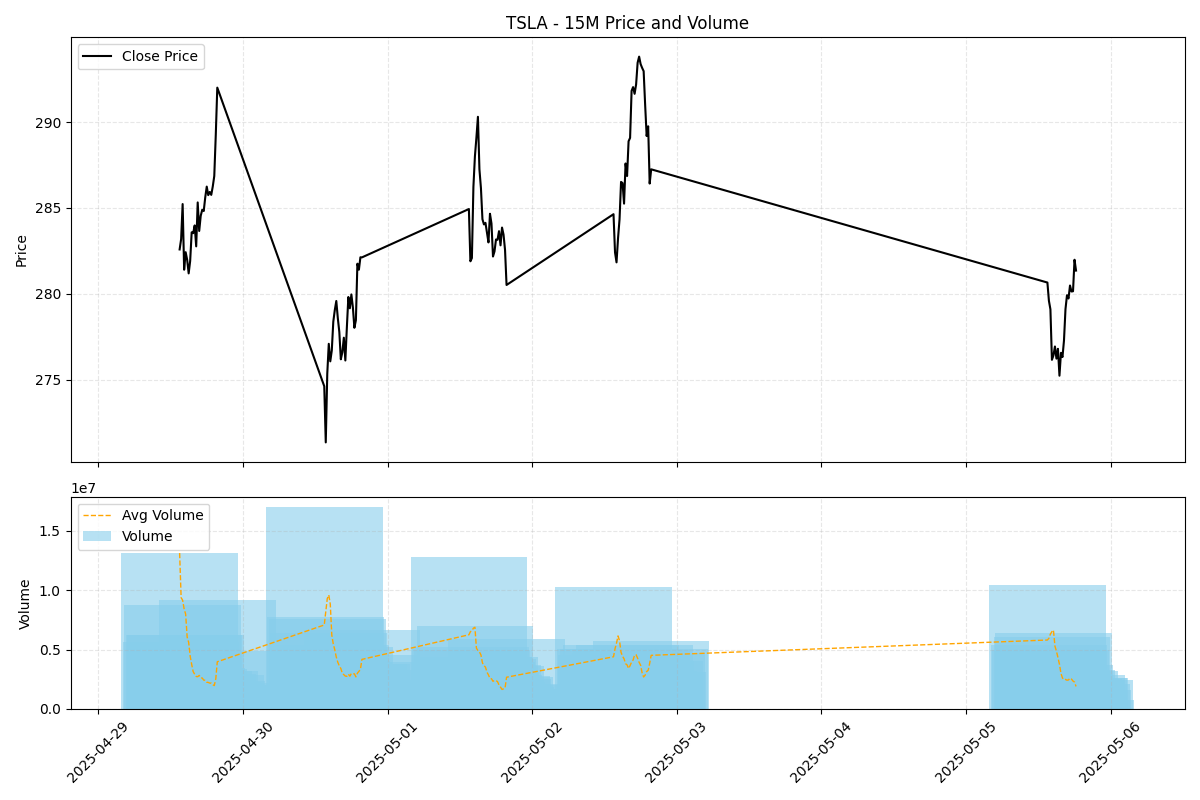 TSLA - 15M Price and Volume
Close Price
Price
290
285
280
275
1e7
Avg Volume
Volume
Volume
1.5
1.0
0.5
0.0
2025-04-29
2025-04-30
2025-05-01
2025-05-02
2025-05-03
2025-05-04
2025-05-05
2025-05-06